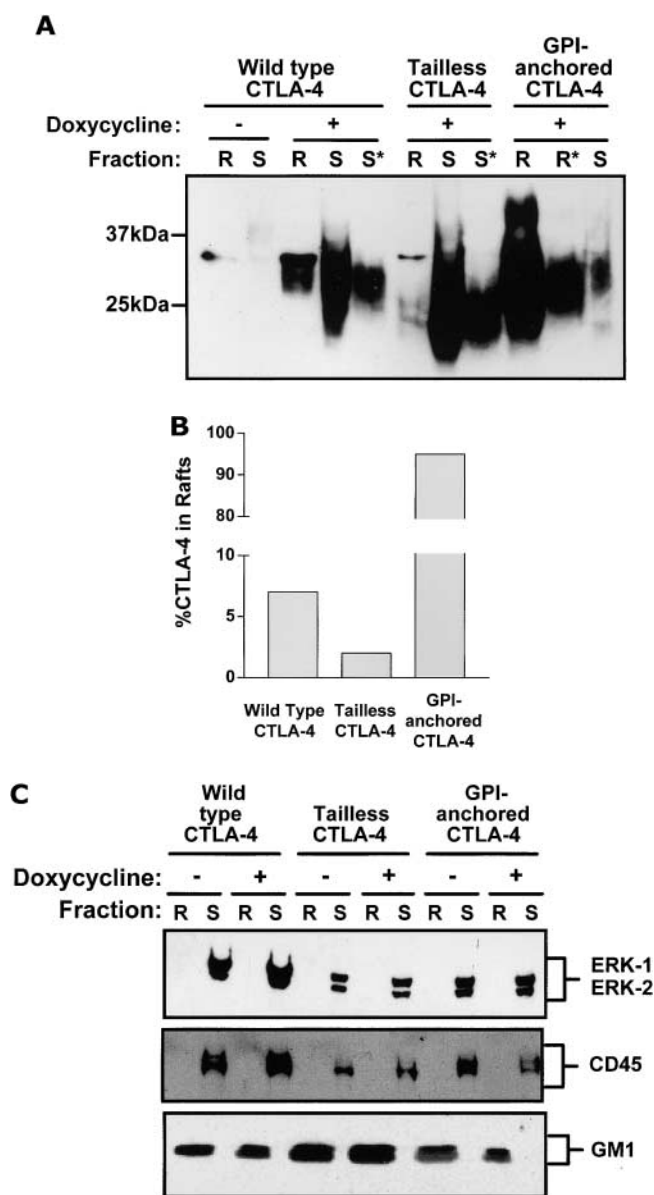 A
Wild type
CTLA-4
Tailless
CTLA-4
GPI-
anchored
CTLA-4
Doxycycline: - + + +
Fraction: R S R S S* R S S* R R* S
37kDa
25kDa
B
%CTLA-4 in Rafts
100
90
80
10
5
0
Wild Type
CTLA-4
Tailless
CTLA-4
GPI-
anchored
CTLA-4
C
Wild
type
CTLA-4
Tailless
CTLA-4
GPI-
anchored
CTLA-4
Doxycycline: - + - + - +
Fraction: R S R S R S R S R S R S
ERK-1
ERK-2
CD45
GM1